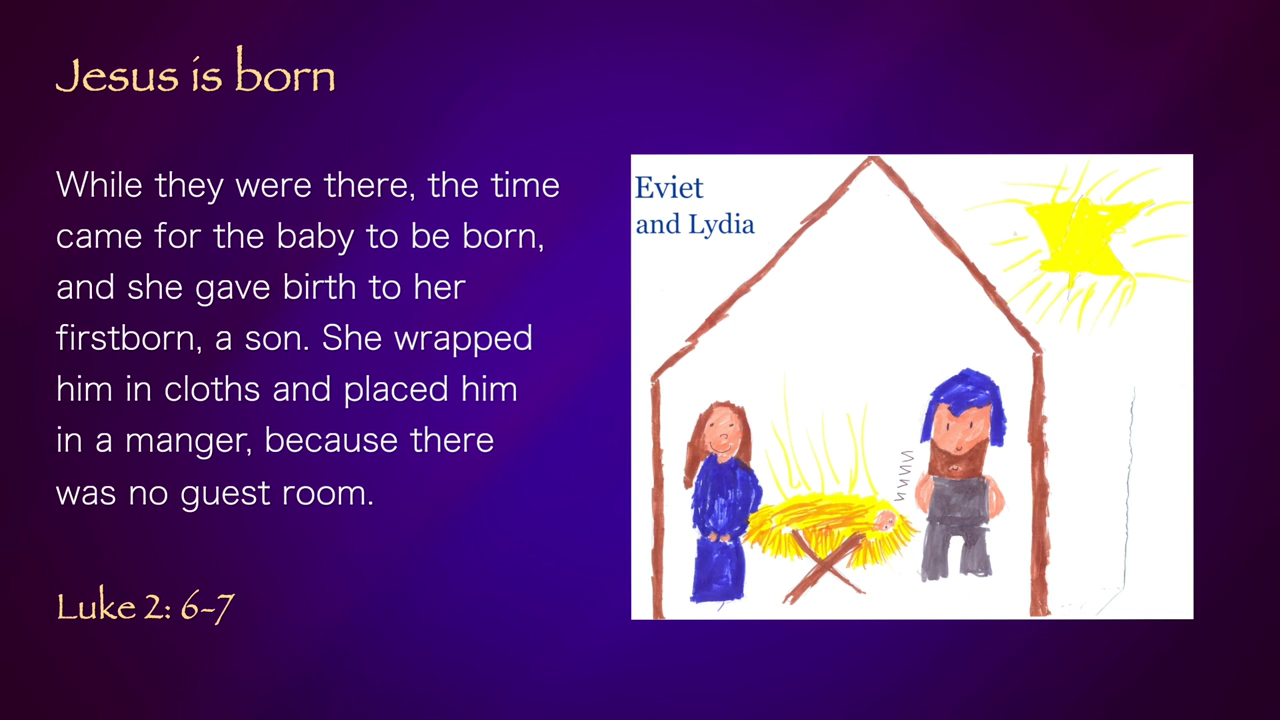 Jesus is born
While they were there, the time
came for the baby to be born,
and she gave birth to her
firstborn, a son. She wrapped
him in cloths and placed him
in a manger, because there
was no guest room.
Luke 2: 6-7
Eviet
and Lydia